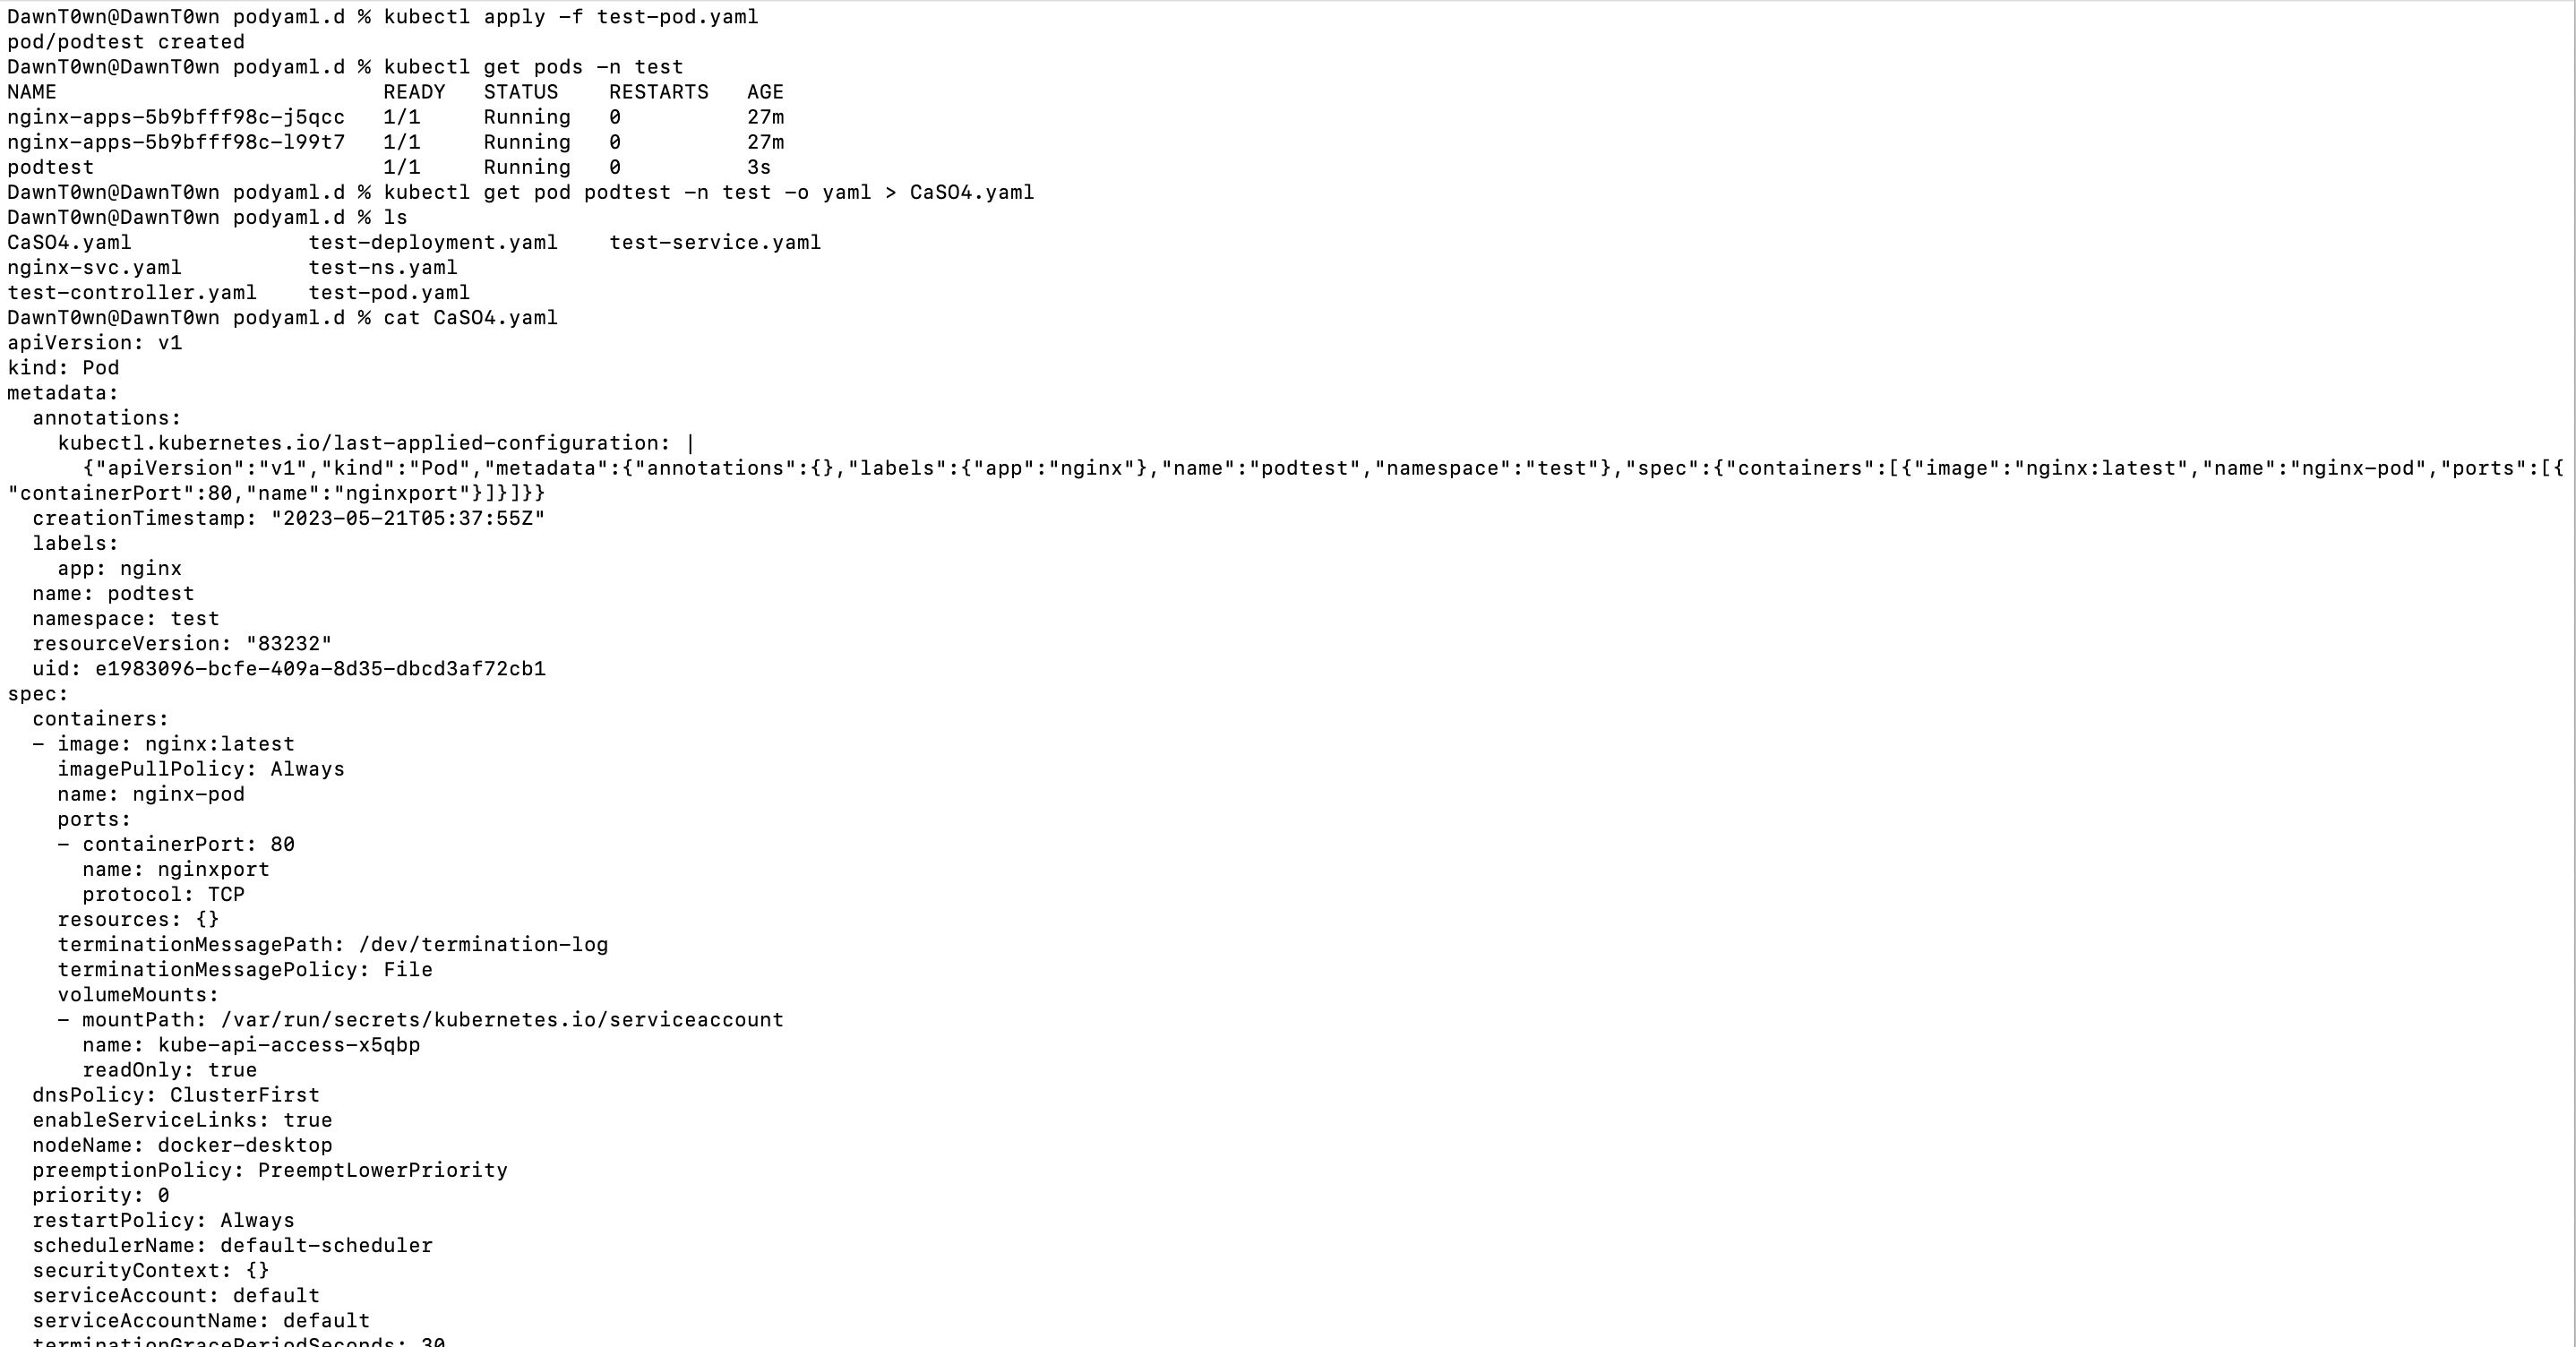 DawnT0wn@DawnT0wn podyaml.d % kubectl apply -f test-pod.yaml
pod/podtest created
DawnT0wn@DawnT0wn podyaml.d % kubectl get pods -n test
NAME                          READY   STATUS    RESTARTS   AGE
nginx-apps-5b9bfff98c-j5qcc   1/1     Running   0          27m
nginx-apps-5b9bfff98c-l99t7   1/1     Running   0          27m
podtest                       1/1     Running   0          3s
DawnT0wn@DawnT0wn podyaml.d % kubectl get pod podtest -n test -o yaml > CaSO4.yaml
DawnT0wn@DawnT0wn podyaml.d % ls
CaSO4.yaml              test-deployment.yaml    test-service.yaml
nginx-svc.yaml          test-ns.yaml
test-controller.yaml    test-pod.yaml
DawnT0wn@DawnT0wn podyaml.d % cat CaSO4.yaml
apiVersion: v1
kind: Pod
metadata:
  annotations:
    kubectl.kubernetes.io/last-applied-configuration: |
      {"apiVersion":"v1","kind":"Pod","metadata":{"annotations":{},"labels":{"app":"nginx"},"name":"podtest","namespace":"test"},"spec":{"containers":[{"image":"nginx:latest","name":"nginx-pod","ports":[{
"containerPort":80,"name":"nginxport"}]}]}}
  creationTimestamp: "2023-05-21T05:37:55Z"
  labels:
    app: nginx
  name: podtest
  namespace: test
  resourceVersion: "83232"
  uid: e1983096-bcfe-409a-8d35-dbcd3af72cb1
spec:
  containers:
  - image: nginx:latest
    imagePullPolicy: Always
    name: nginx-pod
    ports:
    - containerPort: 80
      name: nginxport
      protocol: TCP
    resources: {}
    terminationMessagePath: /dev/termination-log
    terminationMessagePolicy: File
    volumeMounts:
    - mountPath: /var/run/secrets/kubernetes.io/serviceaccount
      name: kube-api-access-x5qbp
      readOnly: true
  dnsPolicy: ClusterFirst
  enableServiceLinks: true
  nodeName: docker-desktop
  preemptionPolicy: PreemptLowerPriority
  priority: 0
  restartPolicy: Always
  schedulerName: default-scheduler
  securityContext: {}
  serviceAccount: default
  serviceAccountName: default
  terminationGracePeriodSeconds: 30